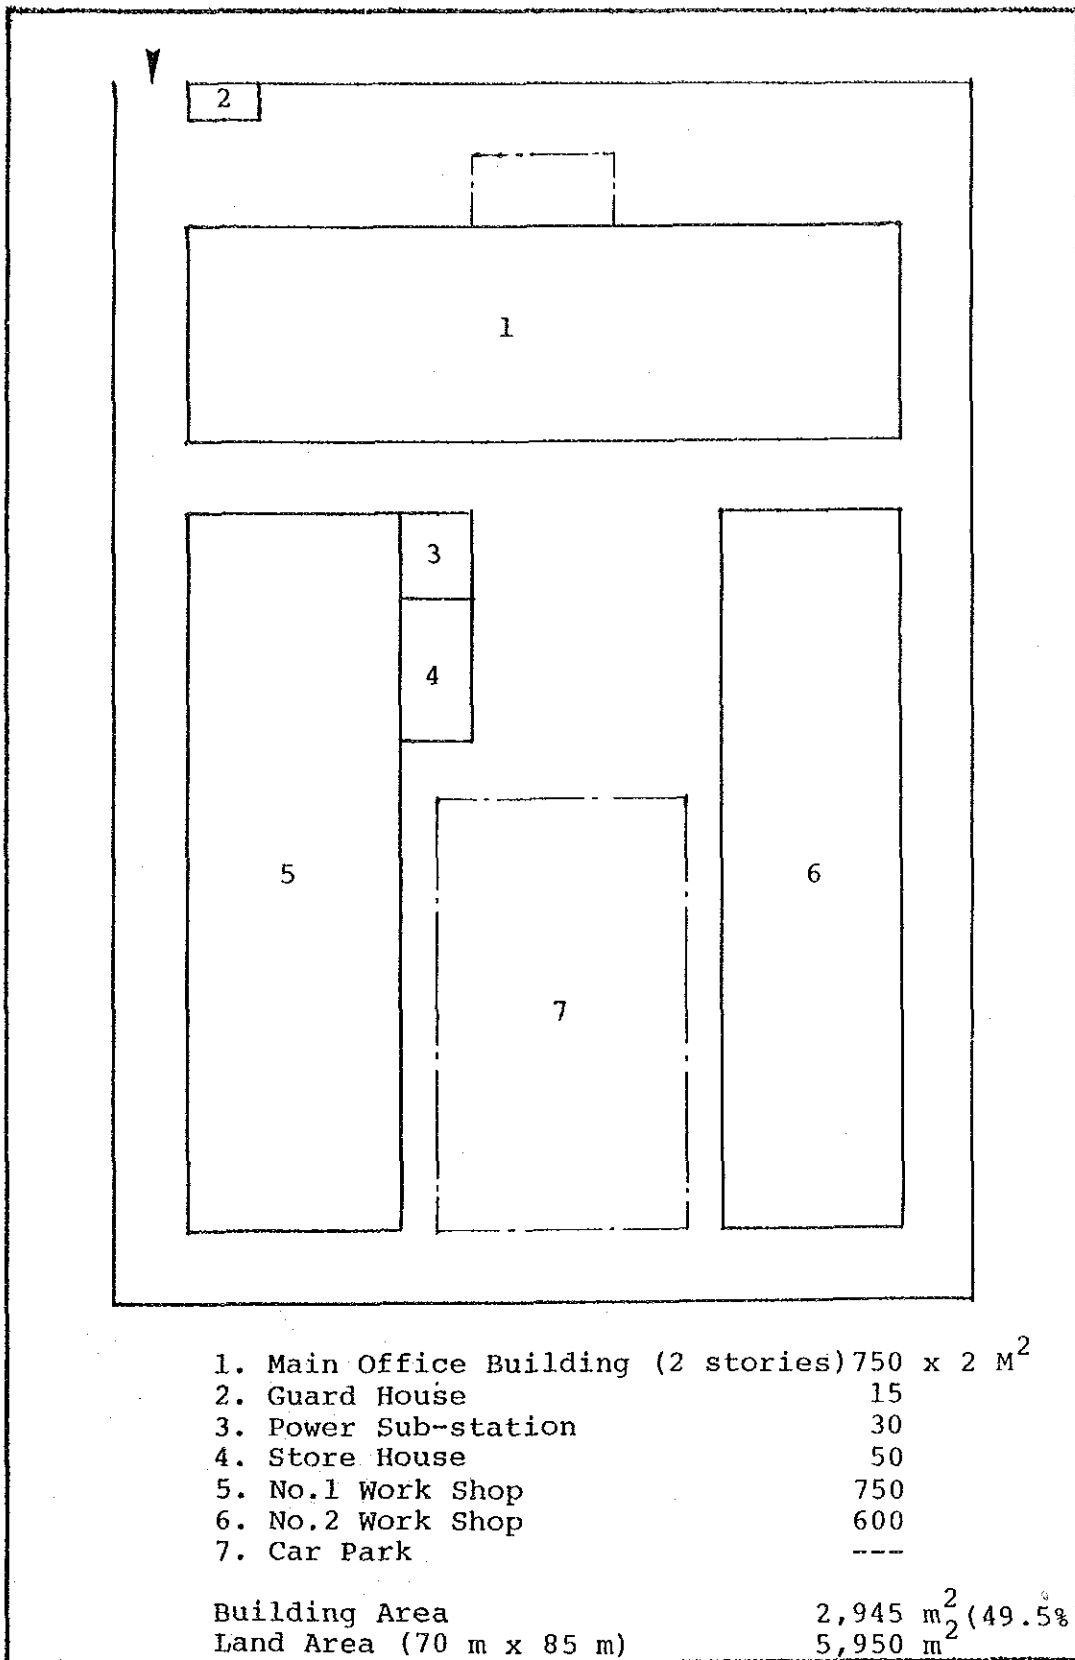 2
1
3
4
5
6
7
1. Main Office Building (2 stories) 750 x 2 M²
2. Guard House 15
3. Power Sub-station 30
4. Store House 50
5. No.1 Work Shop 750
6. No.2 Work Shop 600
7. Car Park ---
Building Area 2,945 m² (49.5%
Land Area (70 m x 85 m) 5,950 m²